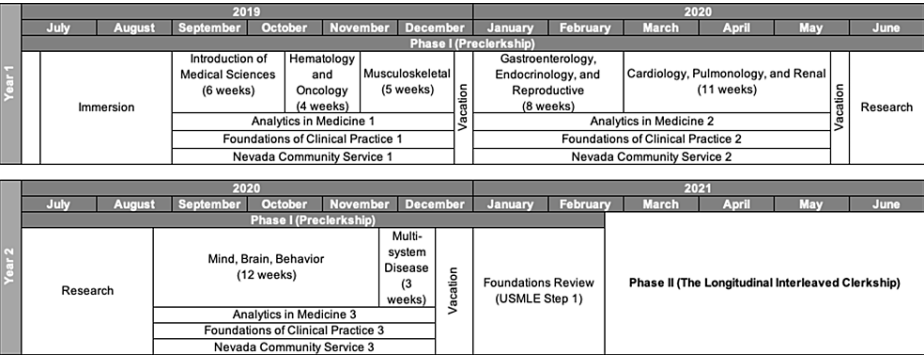 2019 2020
July August September October November December January February March April May June
Phase I (Preclerkship)
Year 1
Immersion
Introduction of
Medical Sciences
(6 weeks)
Hematology
and
Oncology
(4 weeks)
Musculoskeletal
(5 weeks)
Vacation
Gastroenterology,
Endocrinology, and
Reproductive
(8 weeks)
Cardiology, Pulmonology, and Renal
(11 weeks)
Vacation
Research
Analytics in Medicine 1
Analytics in Medicine 2
Foundations of Clinical Practice 1
Foundations of Clinical Practice 2
Nevada Community Service 1
Nevada Community Service 2
2020 2021
July August September October November December January February March April May June
Phase I (Preclerkship)
Year 2
Research
Mind, Brain, Behavior
(12 weeks)
Multi-
system
Disease
(3
weeks)
Vacation
Foundations Review
(USMLE Step 1)
Phase II (The Longitudinal Interleaved Clerkship)
Analytics in Medicine 3
Foundations of Clinical Practice 3
Nevada Community Service 3